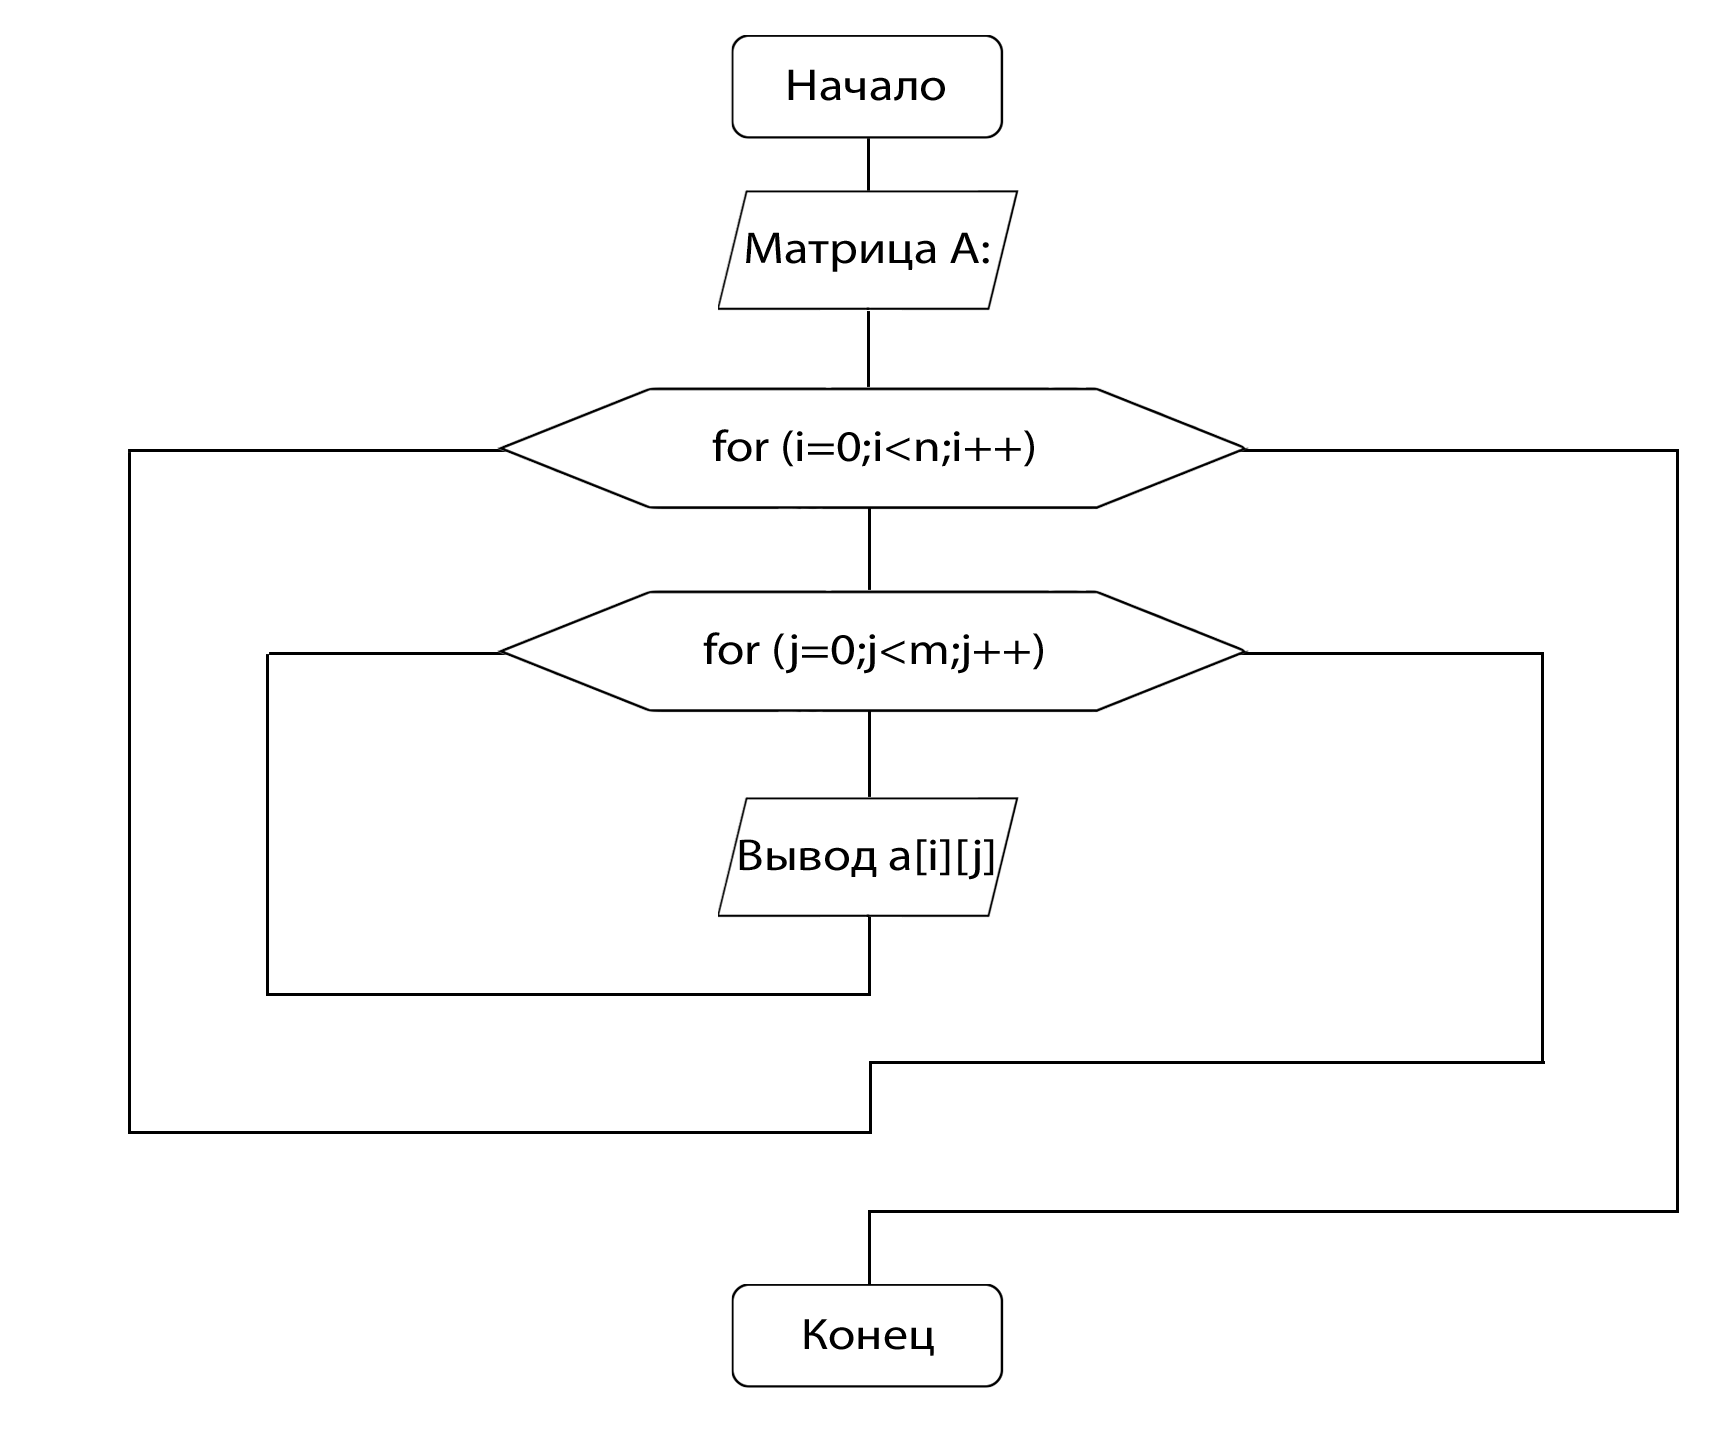 Начало
Матрица А:
for (i=0;i<n;i++)
for (j=0;j<m;j++)
Вывод a[i][j]
Конец